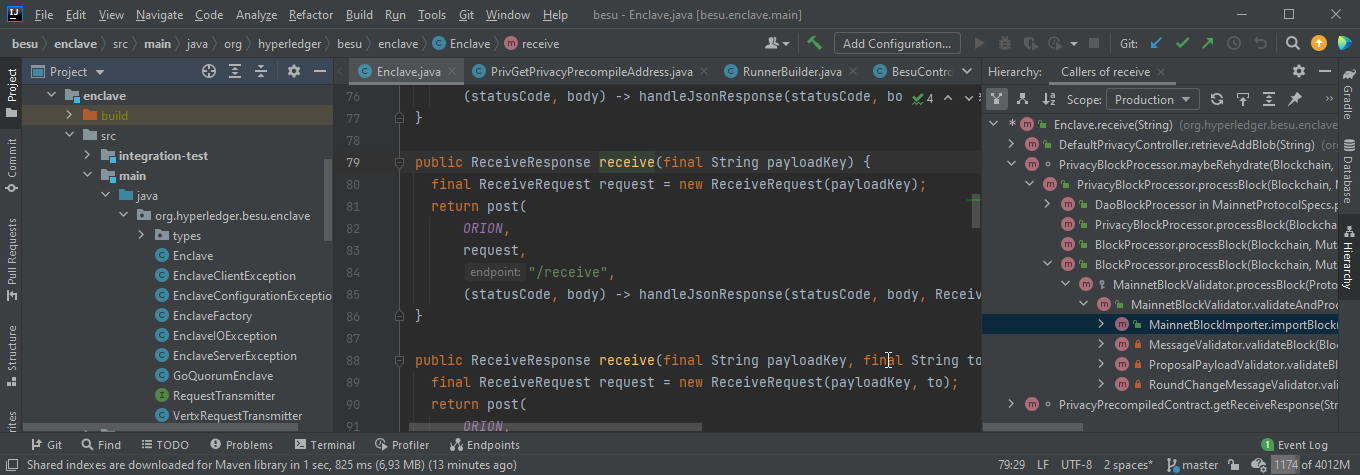 File Edit View Navigate Code Analyze Refactor Build Run Tools Git Window Help besu - Enclave.java [besu.enclave.main]
besu enclave src main java org hyperledger besu enclave Enclave receive Add Configuration... Git:
Project
Enclave.java PrivGetPrivacyPrecompileAddress.java RunnerBuilder.java BesuContro
Hierarchy: Callers of receive
Scope: Production
Project
Commit
Pull Requests
Structure
Gradle
Database
Hierarchy
enclave
build
src
integration-test
main
java
org.hyperledger.besu.enclave
types
Enclave
EnclaveClientException
EnclaveConfigurationExceptio
EnclaveFactory
EnclaveIOException
EnclaveServerException
GoQuorumEnclave
RequestTransmitter
VertxRequestTransmitter
76 (statusCode, body) -> handleJsonResponse(statusCode, bo 4
77 }
78
79 public ReceiveResponse receive(final String payloadKey) {
80 final ReceiveRequest request = new ReceiveRequest(payloadKey);
81 return post(
82 ORION,
83 request,
84 endpoint: "/receive",
85 (statusCode, body) -> handleJsonResponse(statusCode, body, Receiv
86 }
87
88 public ReceiveResponse receive(final String payloadKey, final String to
89 final ReceiveRequest request = new ReceiveRequest(payloadKey, to);
90 return post(
91 ORION,
* Enclave.receive(String) (org.hyperledger.besu.enclave
DefaultPrivacyController.retrieveAddBlob(String) (org.h
PrivacyBlockProcessor.maybeRehydrate(Blockchain,
PrivacyBlockProcessor.processBlock(Blockchain, M
DaoBlockProcessor in MainnetProtocolSpecs.p
PrivacyBlockProcessor.processBlock(Blockchain
BlockProcessor.processBlock(Blockchain, Mut
BlockProcessor.processBlock(Blockchain, Mut
MainnetBlockValidator.processBlock(Proto
MainnetBlockValidator.validateAndProc
MainnetBlockImporter.importBlock(
MessageValidator.validateBlock(Blo
ProposalPayloadValidator.validateBl
RoundChangeMessageValidator.vali
PrivacyPrecompiledContract.getReceiveResponse(Str
Git Find TODO Problems Terminal Profiler Endpoints 1 Event Log
Shared indexes are downloaded for Maven library in 1 sec, 825 ms (6,93 MB) (13 minutes ago) 79:29 LF UTF-8 2 spaces* master 1174 of 4012M